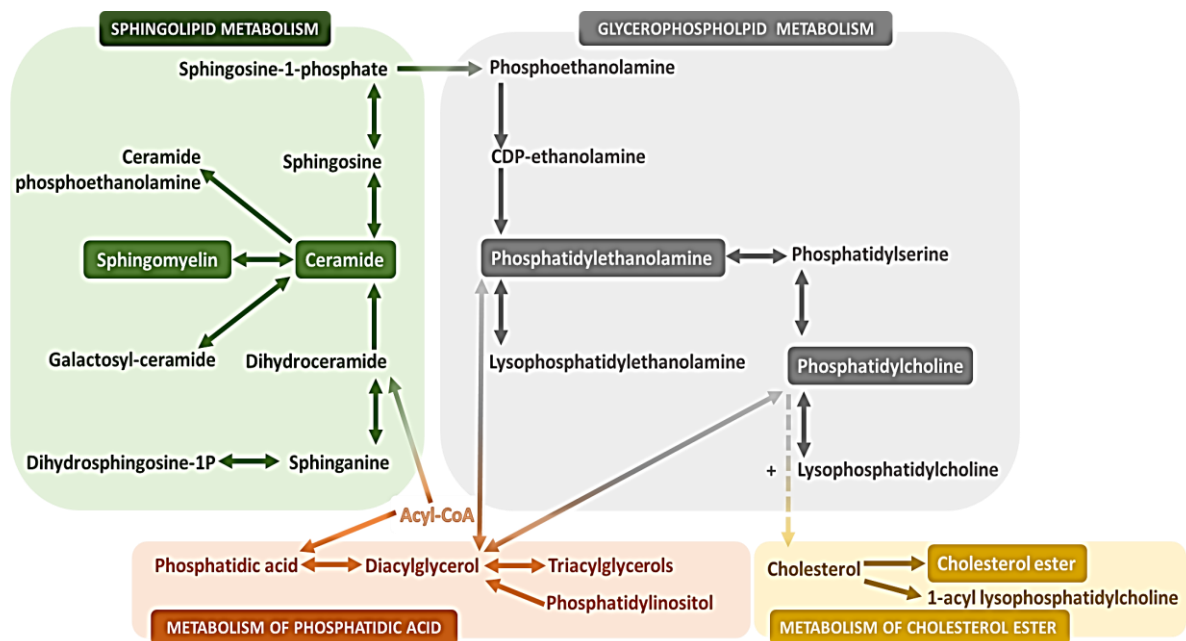 SPHINGOLIPID METABOLISM
GLYCEROPHOSPHOLPID METABOLISM
Sphingosine-1-phosphate
Phosphoethanolamine
Ceramide
phosphoethanolamine
Sphingosine
CDP-ethanolamine
Sphingomyelin
Ceramide
Phosphatidylethanolamine
Phosphatidylserine
Galactosyl-ceramide
Dihydroceramide
Lysophosphatidylethanolamine
Phosphatidylcholine
Dihydrosphingosine-1P
Sphinganine
+
Lysophosphatidylcholine
Acyl-CoA
Phosphatidic acid
Diacylglycerol
Triacylglycerols
Phosphatidylinositol
METABOLISM OF PHOSPHATIDIC ACID
Cholesterol
Cholesterol ester
1-acyl lysophosphatidylcholine
METABOLISM OF CHOLESTEROL ESTER